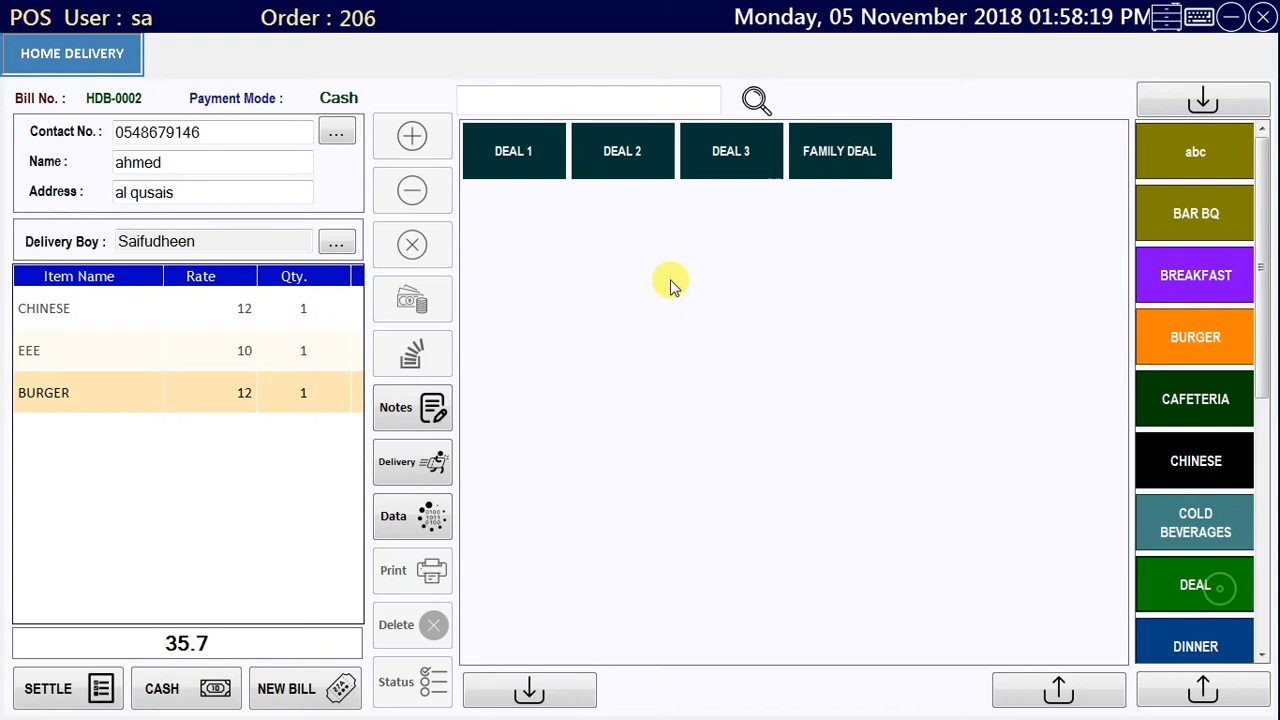 POS User : sa Order : 206 Monday, 05 November 2018 01:58:19 PM
HOME DELIVERY
Bill No. : HDB-0002 Payment Mode : Cash
Contact No. : 0548679146 ...
Name : ahmed
Address : al qusais
Delivery Boy : Saifudheen ...
Item Name Rate Qty.
CHINESE 12 1
EEE 10 1
BURGER 12 1
35.7
SETTLE CASH NEW BILL
Notes
Delivery
Data
Print
Delete
Status
DEAL 1 DEAL 2 DEAL 3 FAMILY DEAL
abc
BAR BQ
BREAKFAST
BURGER
CAFETERIA
CHINESE
COLD
BEVERAGES
DEAL
DINNER